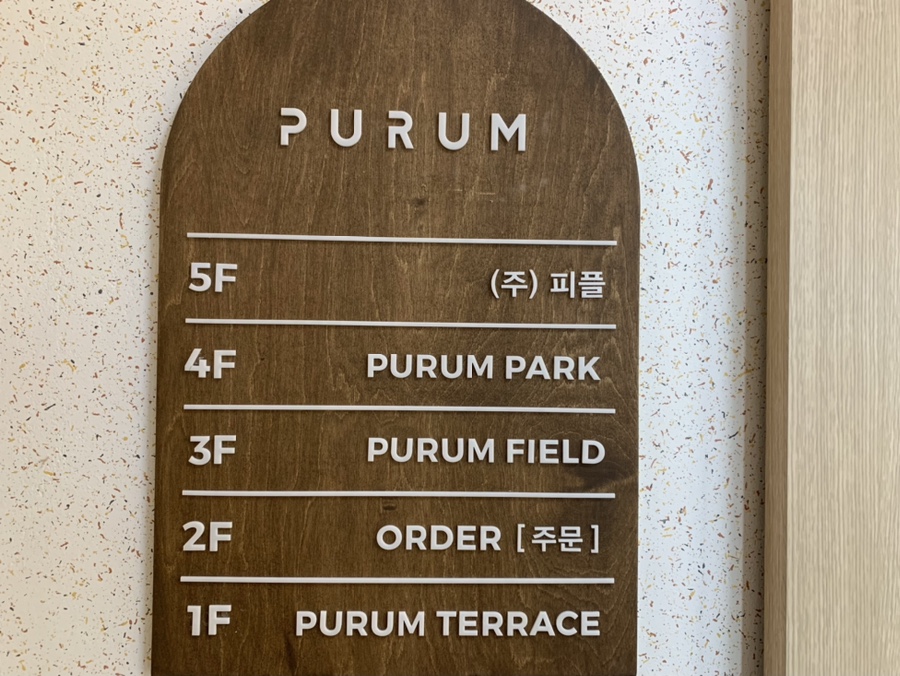 PURUM
5F (주) 피플
4F PURUM PARK
3F PURUM FIELD
2F ORDER [주문]
1F PURUM TERRACE